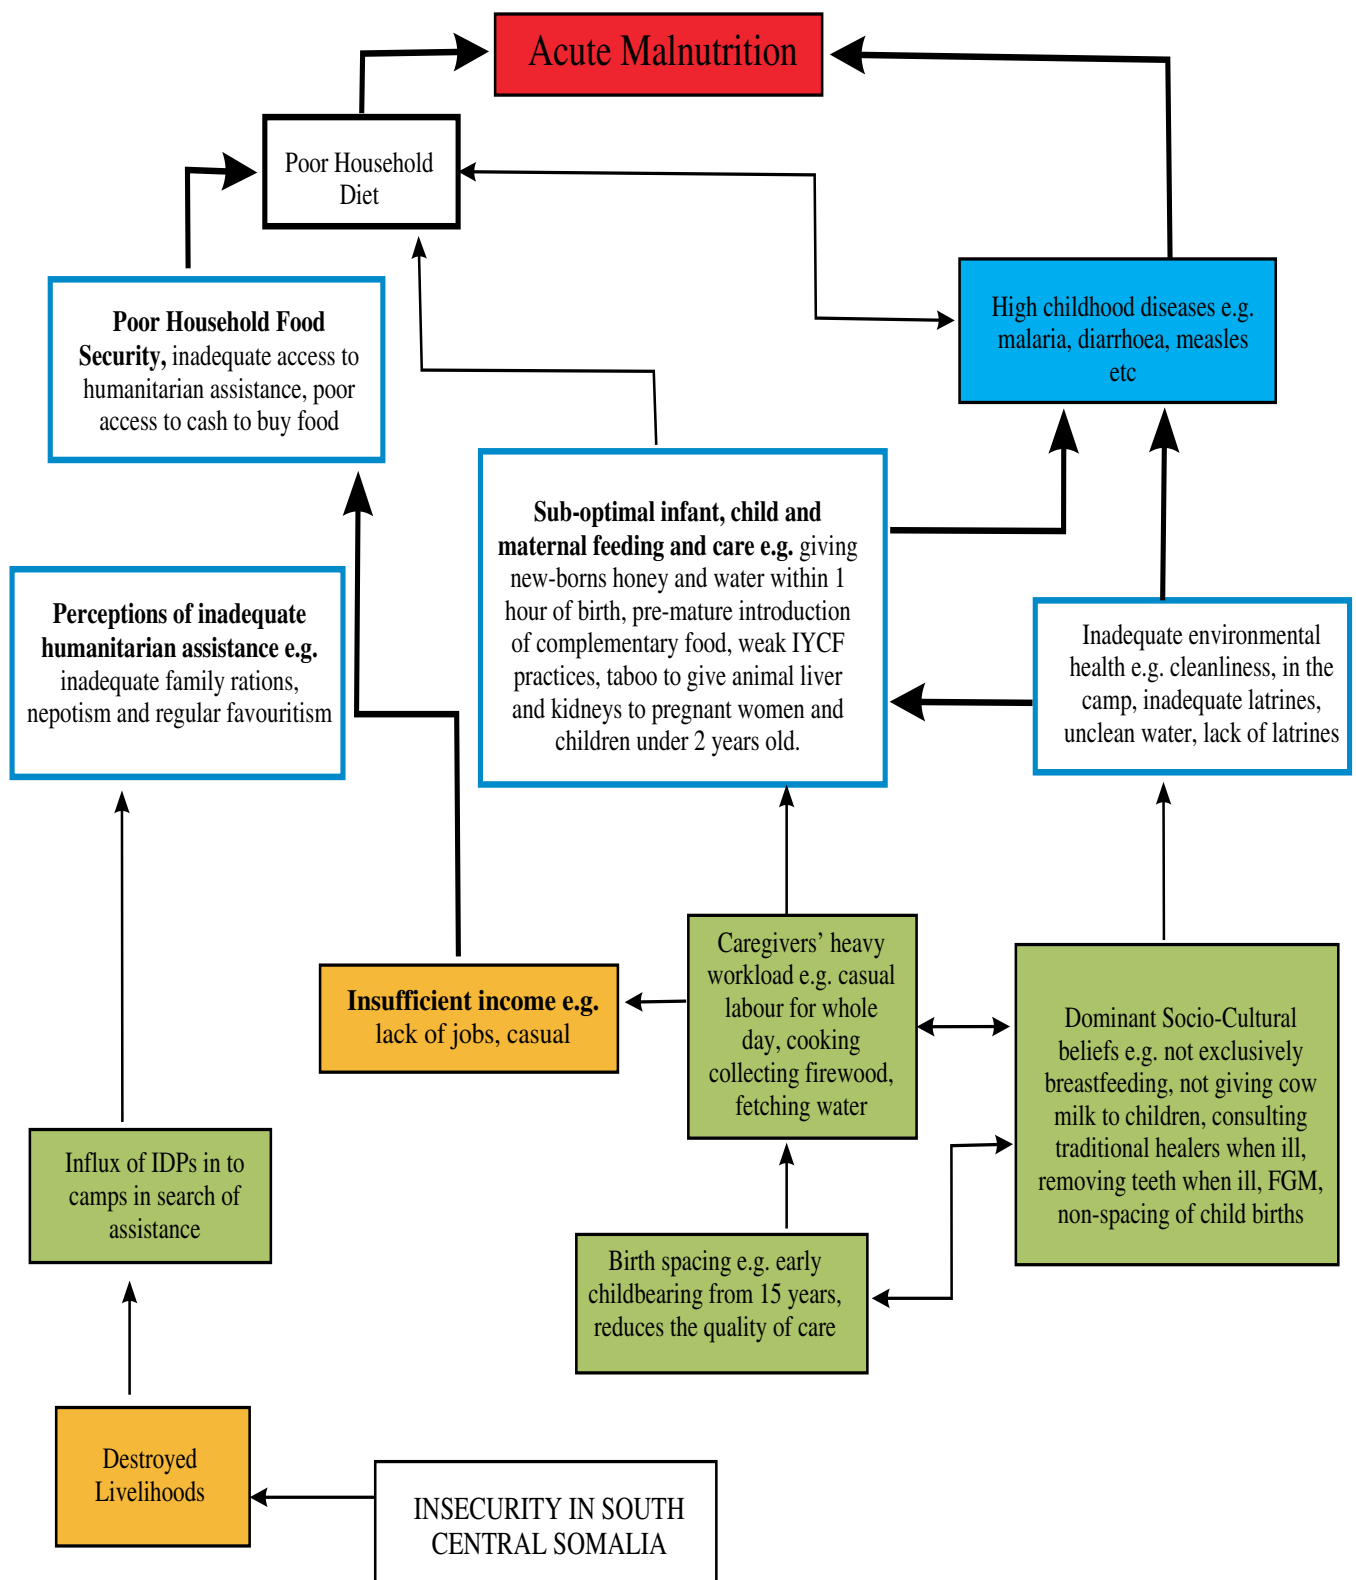 Acute Malnutrition
Poor Household
Diet
High childhood diseases e.g.
malaria, diarrhoea, measles
etc
Poor Household Food
Security, inadequate access to
humanitarian assistance, poor
access to cash to buy food
Sub-optimal infant, child and
maternal feeding and care e.g. giving
new-borns honey and water within 1
hour of birth, pre-mature introduction
of complementary food, weak IYCF
practices, taboo to give animal liver
and kidneys to pregnant women and
children under 2 years old.
Perceptions of inadequate
humanitarian assistance e.g.
inadequate family rations,
nepotism and regular favouritism
Inadequate environmental
health e.g. cleanliness, in the
camp, inadequate latrines,
unclean water, lack of latrines
Insufficient income e.g.
lack of jobs, casual
Caregivers’ heavy
workload e.g. casual
labour for whole
day, cooking
collecting firewood,
fetching water
Dominant Socio-Cultural
beliefs e.g. not exclusively
breastfeeding, not giving cow
milk to children, consulting
traditional healers when ill,
removing teeth when ill, FGM,
non-spacing of child births
Influx of IDPs in to
camps in search of
assistance
Birth spacing e.g. early
childbearing from 15 years,
reduces the quality of care
Destroyed
Livelihoods
INSECURITY IN SOUTH
CENTRAL SOMALIA